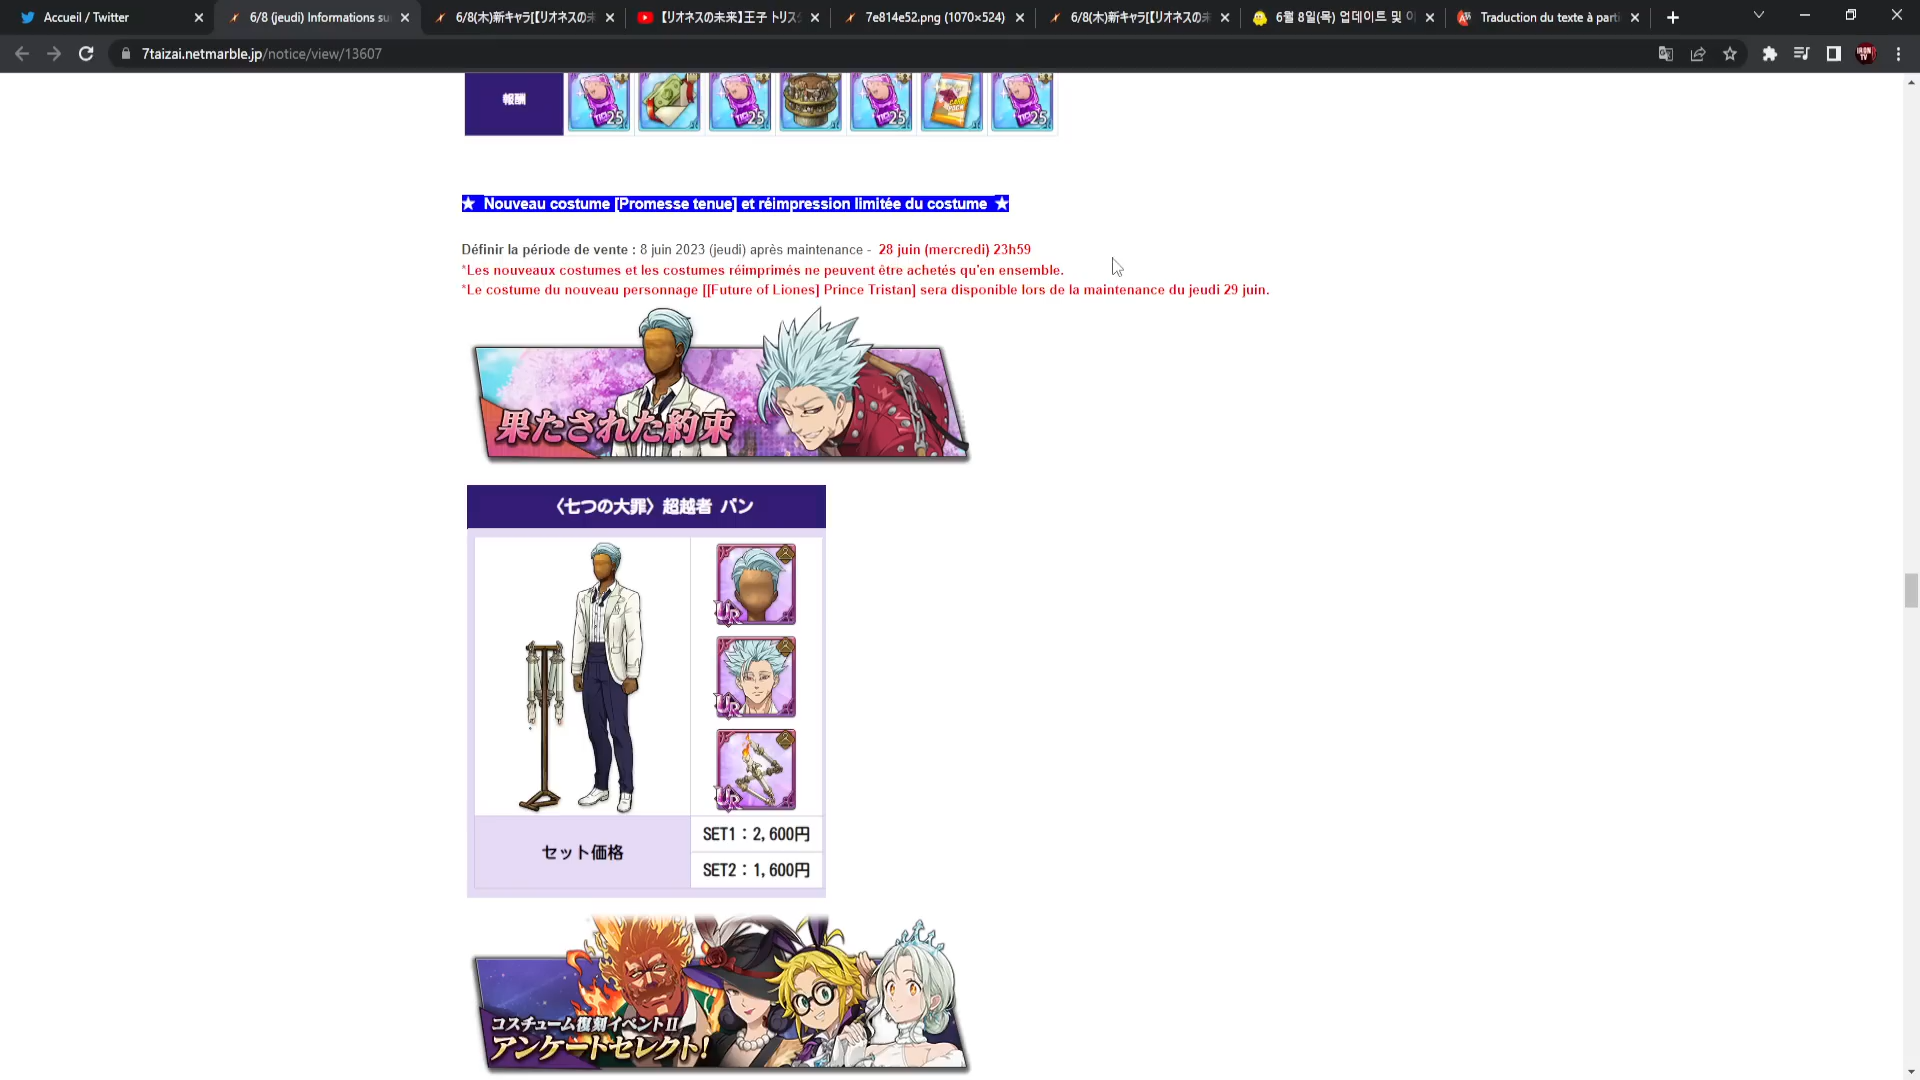 Accueil / Twitter
6/8 (jeudi) Informations su
6/8(木)新キャラ[【リオネスの未
【リオネスの未来】王子 トリス
7e814e52.png (1070×524)
6/8(木)新キャラ[【リオネスの未
6월 8일(목) 업데이트 및 이
Traduction du texte à parti
7taizai.netmarble.jp/notice/view/13607
報酬
25
25
25
25
★ Nouveau costume [Promesse tenue] et réimpression limitée du costume ★
Définir la période de vente : 8 juin 2023 (jeudi) après maintenance - 28 juin (mercredi) 23h59
*Les nouveaux costumes et les costumes réimprimés ne peuvent être achetés qu'en ensemble.
*Le costume du nouveau personnage [[Future of Liones] Prince Tristan] sera disponible lors de la maintenance du jeudi 29 juin.
果たされた約束
〈七つの大罪〉超越者 バン
UR
UR
UR
セット価格
SET1：2,600円
SET2：1,600円
コスチューム復刻イベントII
アンケートセレクト!